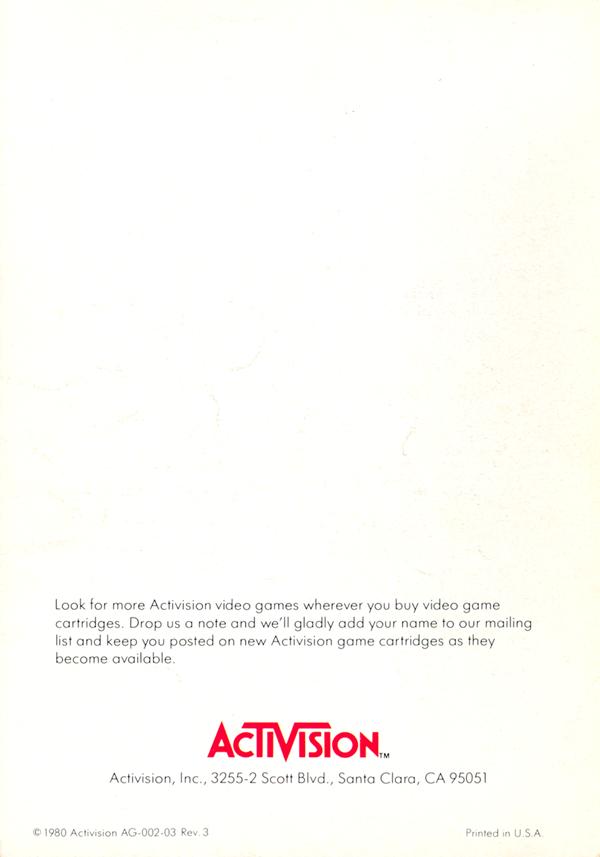 Look for more Activision video games wherever you buy video game
cartridges. Drop us a note and we'll gladly add your name to our mailing
list and keep you posted on new Activision game cartridges as they
become available.
ACTIVISION™
Activision, Inc., 3255-2 Scott Blvd., Santa Clara, CA 95051
© 1980 Activision AG-002-03 Rev. 3
Printed in U.S.A.